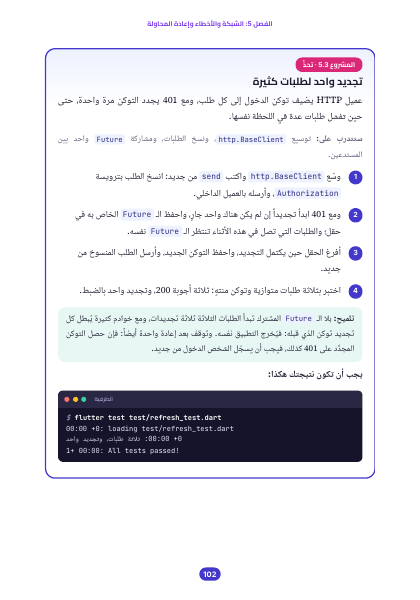 الفصل 5: الشبكة والأخطاء وإعادة المحاولة
المشروع 5.3 · تحدٍّ
تجديد واحد لطلبات كثيرة
عميل HTTP يضيف توكن الدخول إلى كل طلب، ومع 401 يجدد التوكن مرة واحدة، حتى
حين تفشل طلبات عدة في اللحظة نفسها.
ستتدرب على: توسيع http.BaseClient، ونسخ الطلبات، ومشاركة Future واحد بين
المستدعين.
1 وسّع http.BaseClient واكتب send من جديد: انسخ الطلب بترويسة
Authorization، وأرسله بالعميل الداخلي.
2 ومع 401 ابدأ تجديداً إن لم يكن هناك واحد جارٍ، واحفظ الـ Future الخاص به في
حقل؛ والطلبات التي تصل في هذه الأثناء تنتظر الـ Future نفسه.
3 أفرغ الحقل حين يكتمل التجديد، واحفظ التوكن الجديد، وأرسل الطلب المنسوخ من
جديد.
4 اختبر بثلاثة طلبات متوازية وتوكن منتهٍ: ثلاثة أجوبة 200، وتجديد واحد بالضبط.
تلميح: بلا الـ Future المشترك تبدأ الطلبات الثلاثة ثلاثة تجديدات، ومع خوادم كثيرة يُبطل كل
تجديد توكن الذي قبله: فيُخرج التطبيق نفسه. وتوقف بعد إعادة واحدة أيضاً: فإن حصل التوكن
المجدَّد على 401 كذلك، فيجب أن يسجّل الشخص الدخول من جديد.
يجب أن تكون نتيجتك هكذا:
الطرفية
$ flutter test test/refresh_test.dart
00:00 +0: loading test/refresh_test.dart
00:00 +0: ثلاثة طلبات، وتجديد واحد
00:00 +1: All tests passed!
102